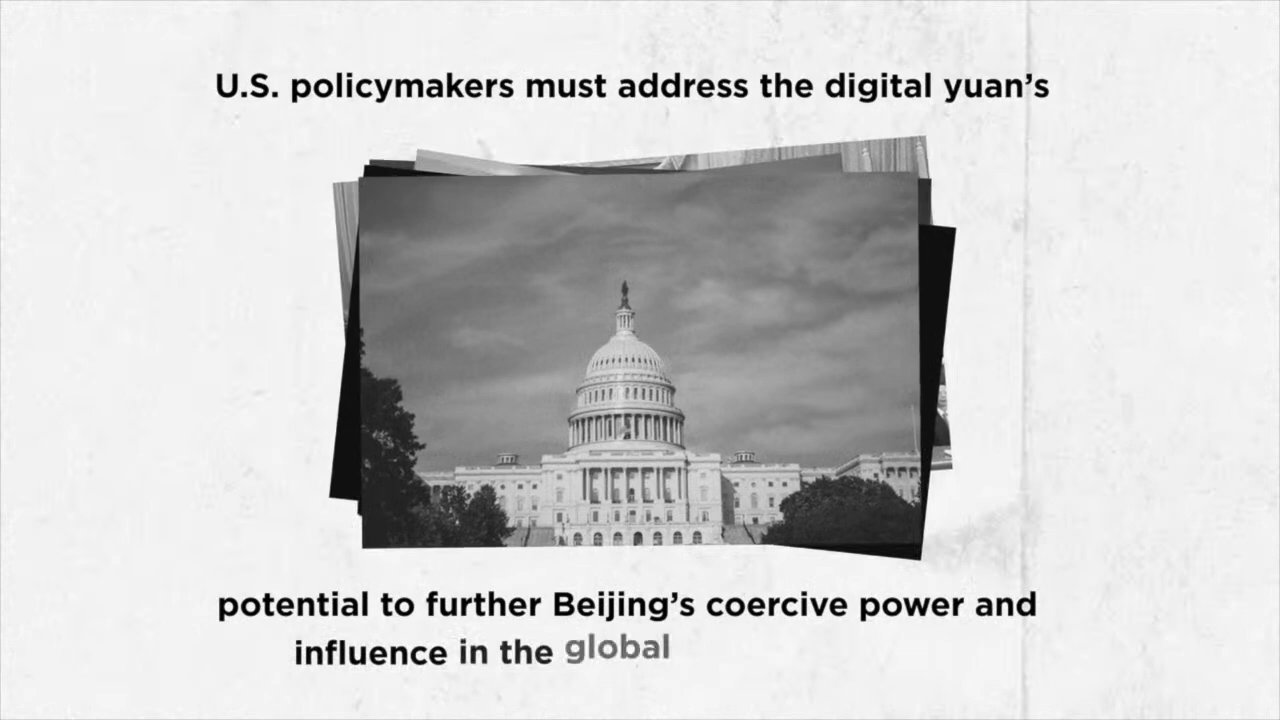 U.S. policymakers must address the digital yuan’s
potential to further Beijing’s coercive power and
influence in the global